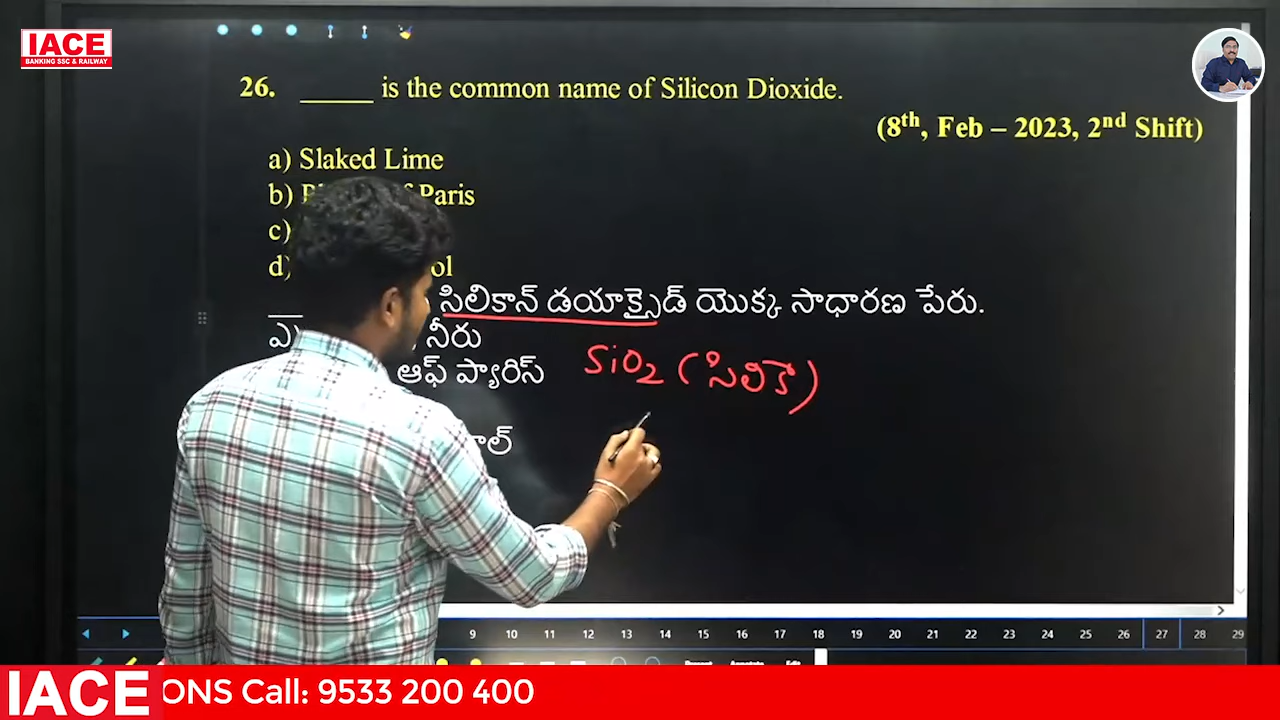 IACE
BANKING SSC & RAILWAY
26. _____ is the common name of Silicon Dioxide.
(8th, Feb – 2023, 2nd Shift)
a) Slaked Lime
b) Paris
c)
d)
సిలికాన్ డయాక్సైడ్ యొక్క సాధారణ పేరు.
నీరు
ఆఫ్ ప్యారిస్
SiO2 (సిలికా)
9 10 11 12 13 14 15 16 17 18 19 20 21 22 23 24 25 26 27 28 29
IACE
ONS Call: 9533 200 400